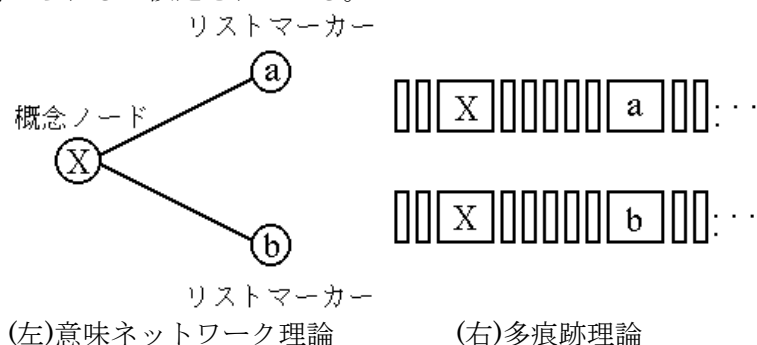 リストマーカー
a
概念ノード
X
b
リストマーカー
X a ・・・
X b ・・・
(左)意味ネットワーク理論
(右)多痕跡理論